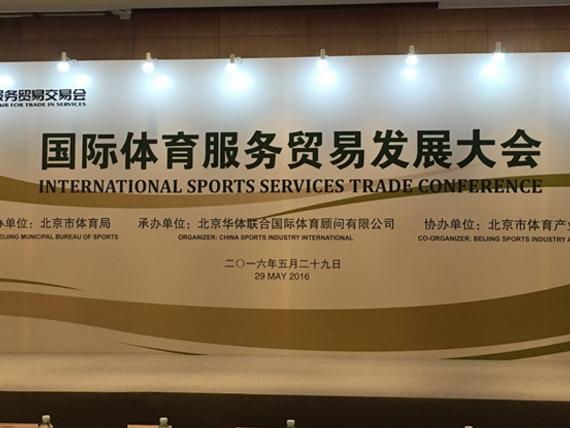 服务贸易交易会
FAIR FOR TRADE IN SERVICES
国际体育服务贸易发展大会
INTERNATIONAL SPORTS SERVICES TRADE CONFERENCE
办单位：北京市体育局 承办单位：北京华体联合国际体育顾问有限公司 协办单位：北京市体育产业
BEIJING MUNICIPAL BUREAU OF SPORTS ORGANIZER: CHINA SPORTS INDUSTRY INTERNATIONAL CO-ORGANIZER: BEIJING SPORTS INDUSTRY A
二〇一六年五月二十九日
29 MAY 2016